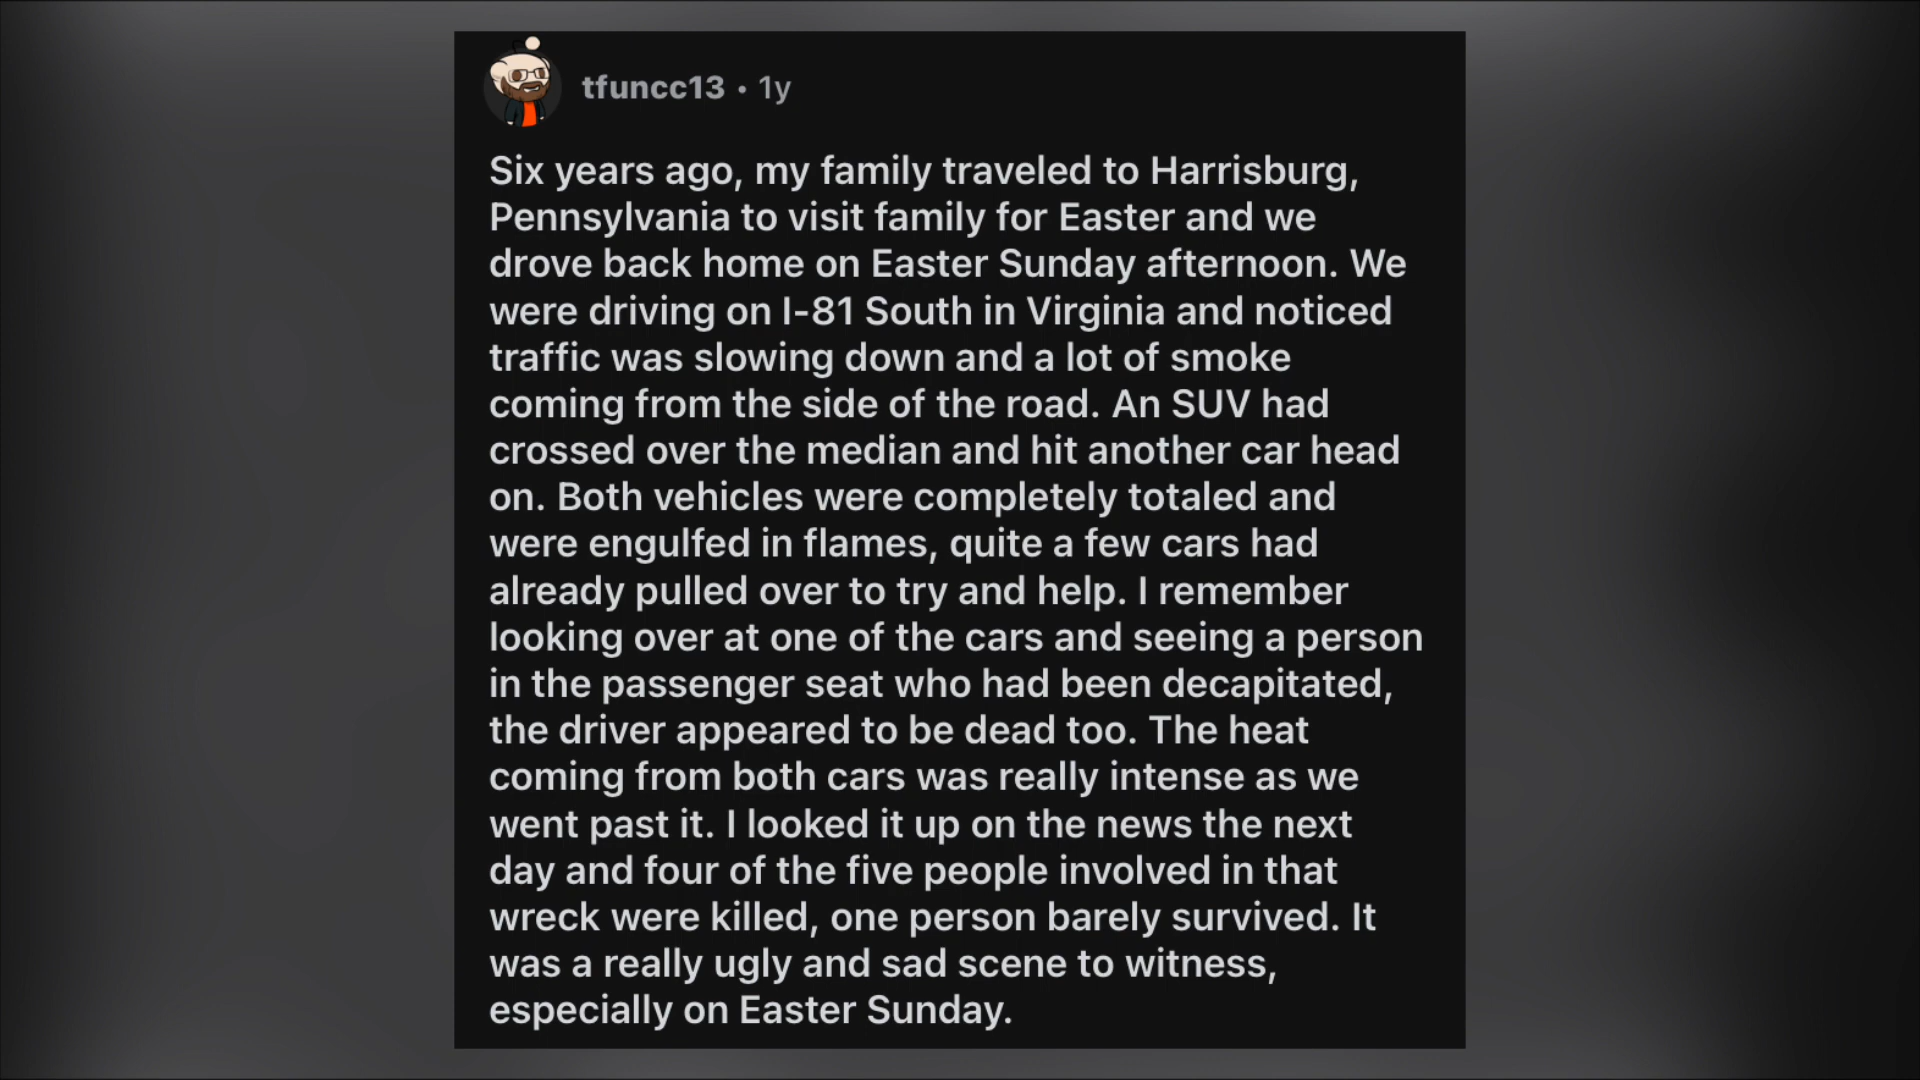 tfuncc13 • 1y
Six years ago, my family traveled to Harrisburg,
Pennsylvania to visit family for Easter and we
drove back home on Easter Sunday afternoon. We
were driving on I-81 South in Virginia and noticed
traffic was slowing down and a lot of smoke
coming from the side of the road. An SUV had
crossed over the median and hit another car head
on. Both vehicles were completely totaled and
were engulfed in flames, quite a few cars had
already pulled over to try and help. I remember
looking over at one of the cars and seeing a person
in the passenger seat who had been decapitated,
the driver appeared to be dead too. The heat
coming from both cars was really intense as we
went past it. I looked it up on the news the next
day and four of the five people involved in that
wreck were killed, one person barely survived. It
was a really ugly and sad scene to witness,
especially on Easter Sunday.